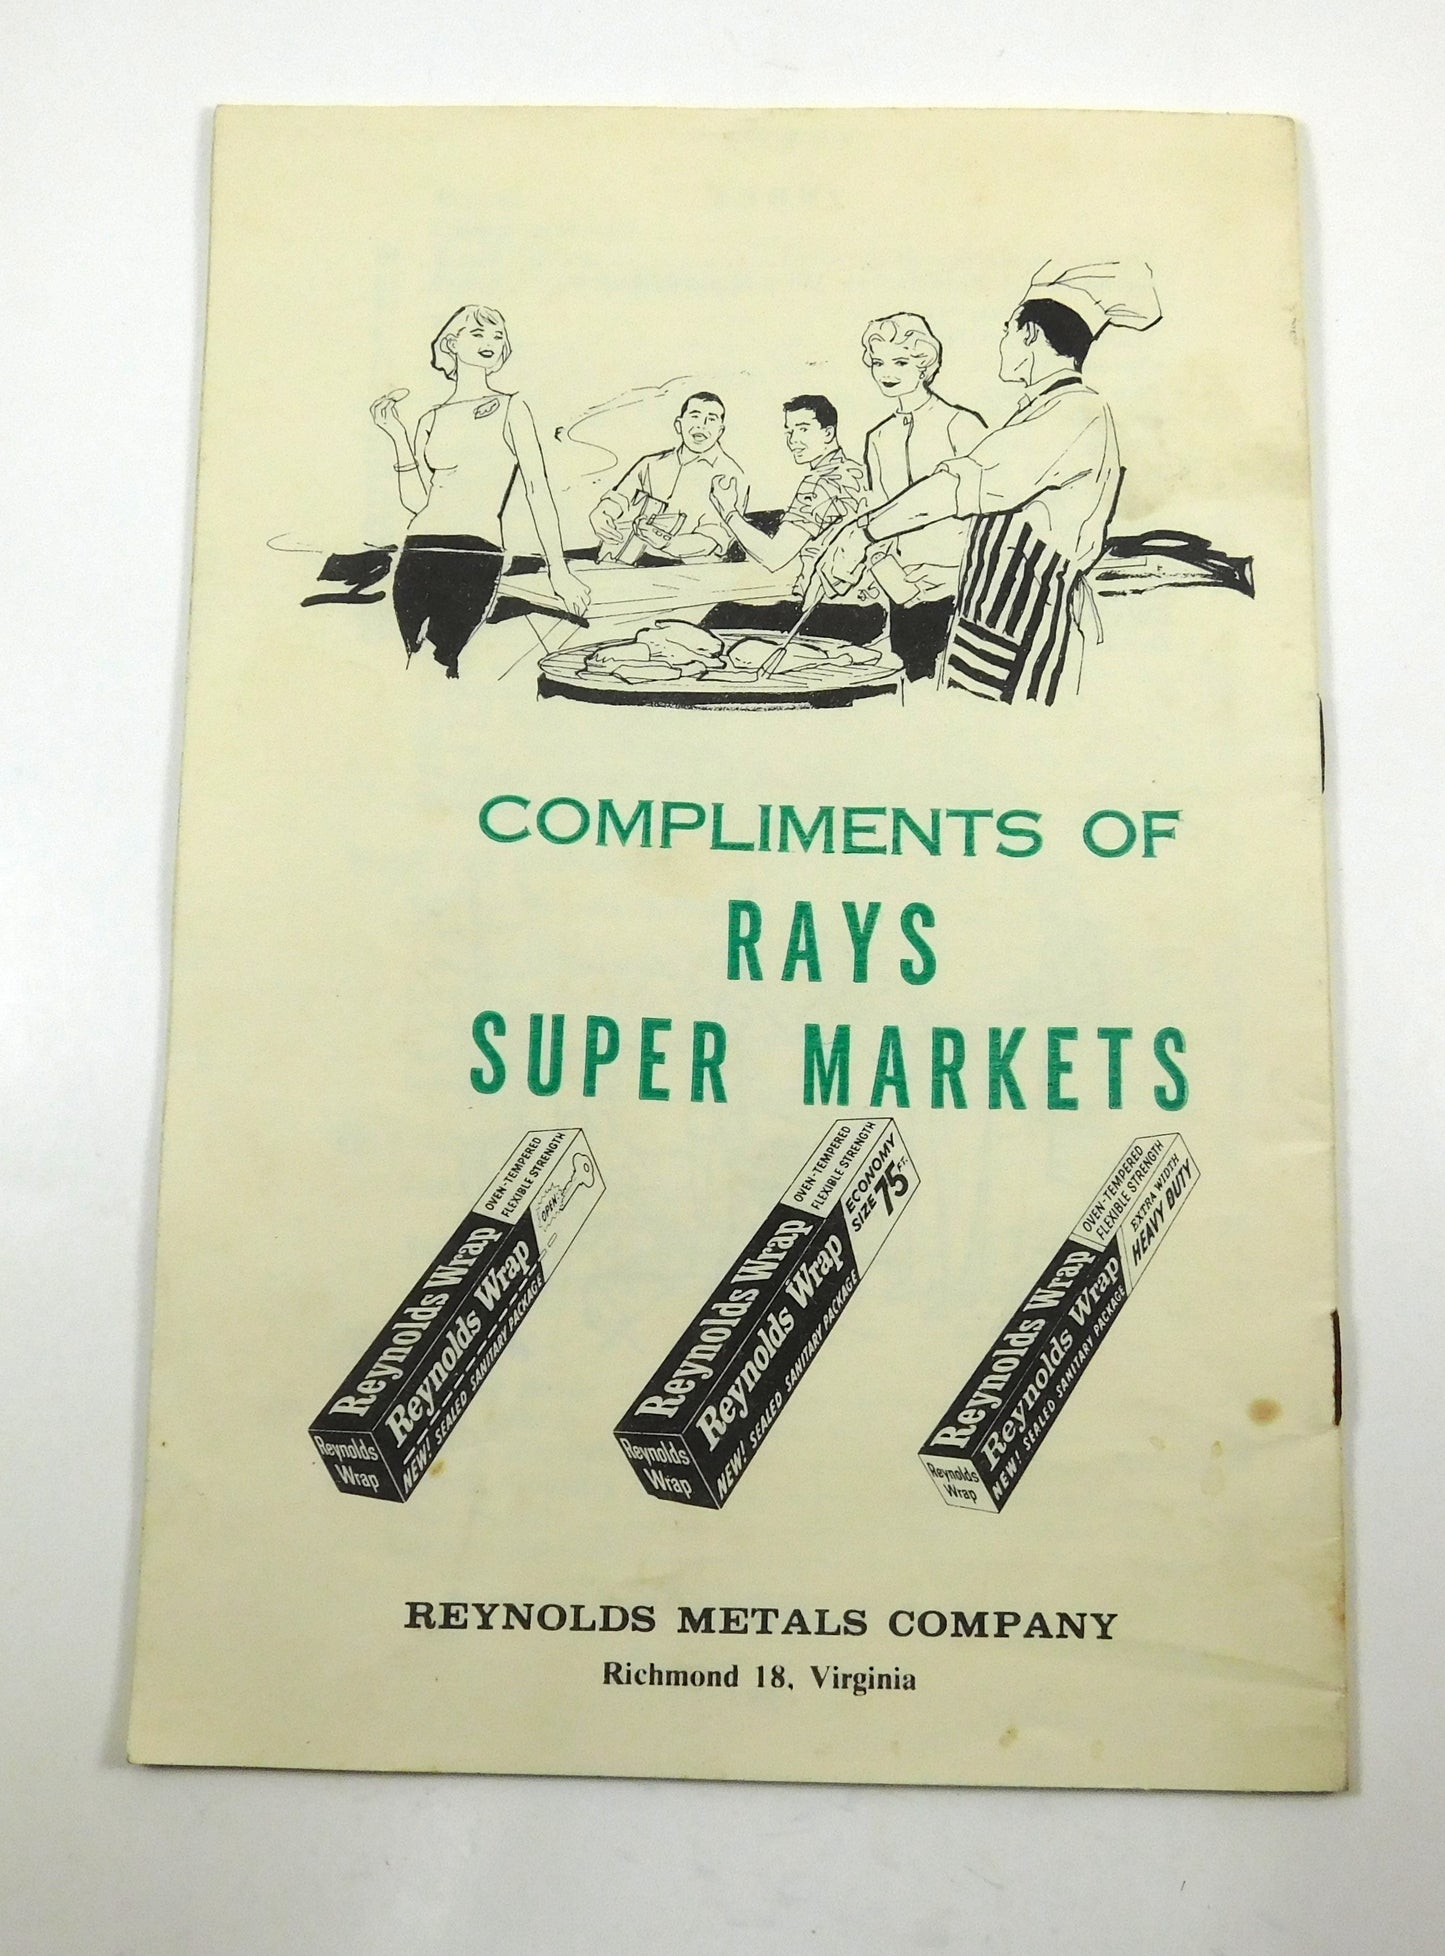 COMPLIMENTS OF
RAYS
SUPER MARKETS
OVEN-TEMPERED
FLEXIBLE STRENGTH
OPEN
Reynolds Wrap
Reynolds Wrap
NEW! SEALED SANITARY PACKAGE
Reynolds
Wrap
OVEN-TEMPERED
FLEXIBLE STRENGTH
ECONOMY
SIZE 75 FT.
Reynolds Wrap
Reynolds Wrap
NEW! SEALED SANITARY PACKAGE
Reynolds
Wrap
OVEN-TEMPERED
FLEXIBLE STRENGTH
EXTRA WIDTH
HEAVY DUTY
Reynolds Wrap
Reynolds Wrap
NEW! SEALED SANITARY PACKAGE
Reynolds
Wrap
REYNOLDS METALS COMPANY
Richmond 18, Virginia